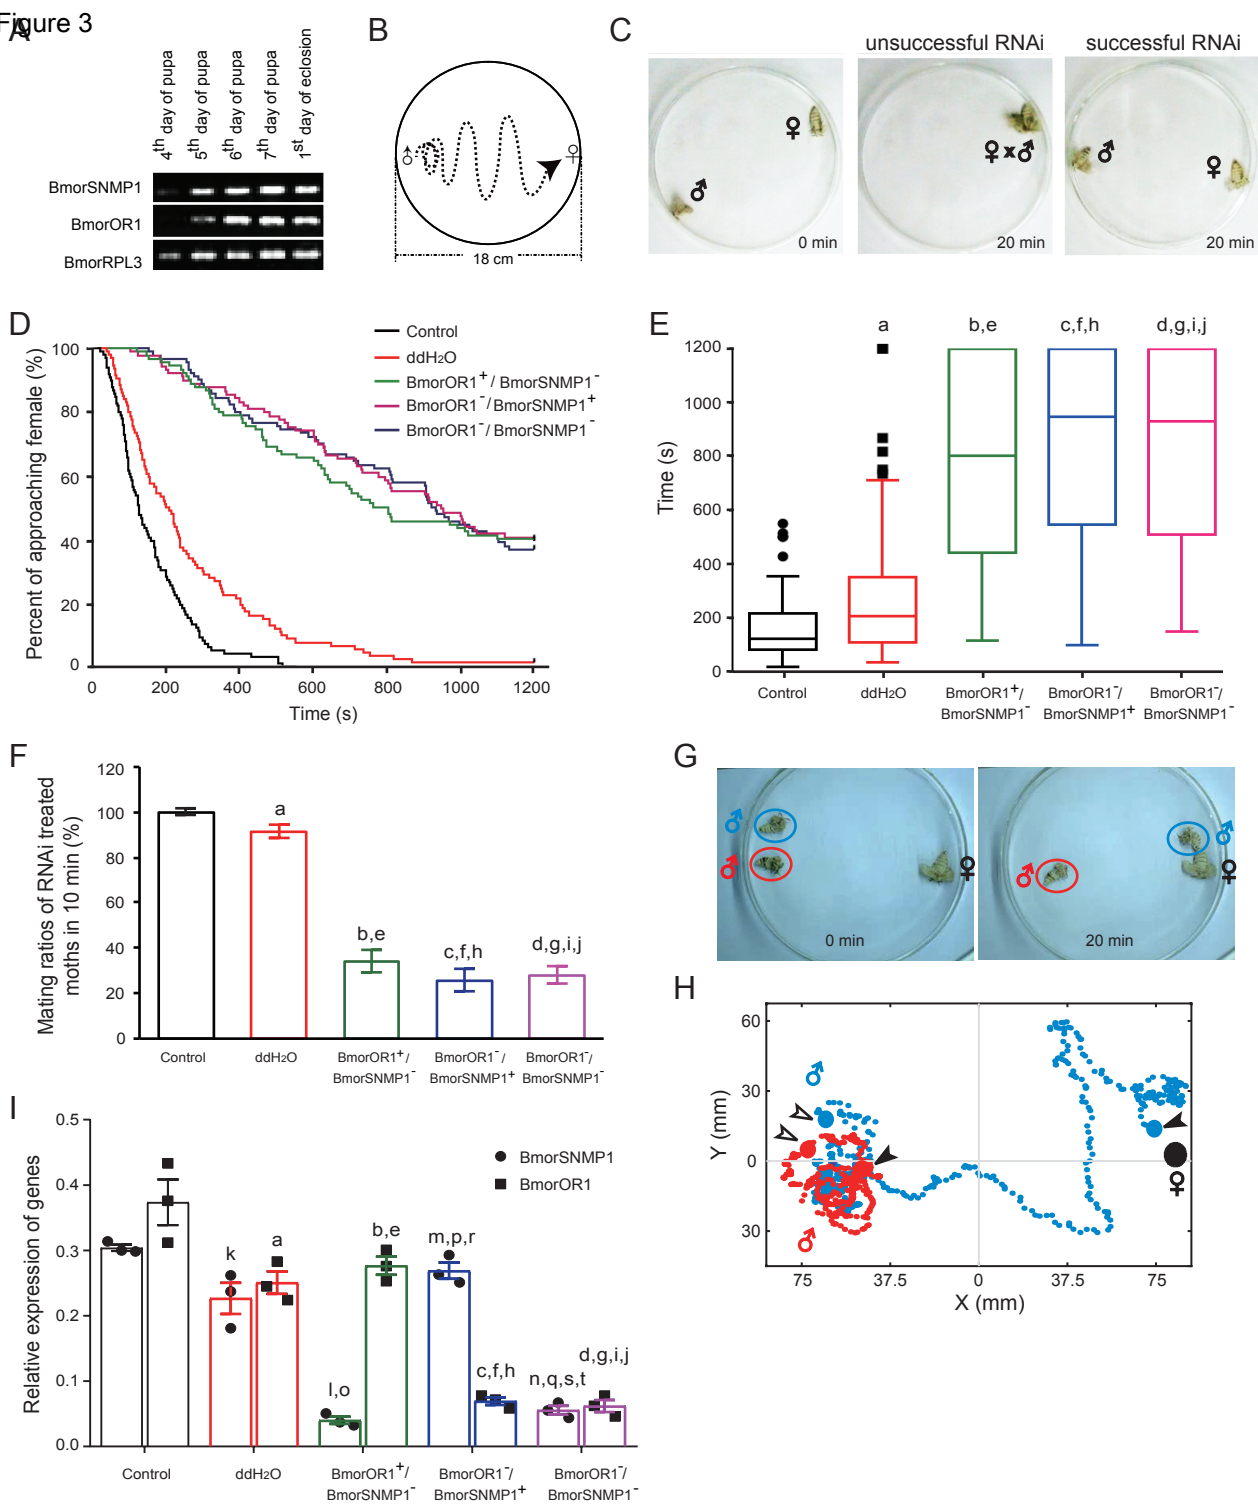 Figure 3
A
4th day of pupa
5th day of pupa
6th day of pupa
7th day of pupa
1st day of eclosion
BmorSNMP1
BmorOR1
BmorRPL3
B
♂
♀
18 cm
C
unsuccessful RNAi
successful RNAi
♀
♂
0 min
♀x♂
20 min
♂
♀
20 min
D
Control
ddH2O
BmorOR1+/BmorSNMP1-
BmorOR1-/BmorSNMP1+
BmorOR1-/BmorSNMP1-
Percent of approaching female (%)
100
80
60
40
20
0
0 200 400 600 800 1000 1200
Time (s)
E
a
b,e
c,f,h
d,g,i,j
Time (s)
1200
1000
800
600
400
200
0
Control
ddH2O
BmorOR1+/
BmorSNMP1-
BmorOR1-/
BmorSNMP1+
BmorOR1-/
BmorSNMP1-
F
Mating ratios of RNAi treated
moths in 10 min (%)
120
100
80
60
40
20
0
a
b,e
c,f,h
d,g,i,j
Control
ddH2O
BmorOR1+/
BmorSNMP1-
BmorOR1-/
BmorSNMP1+
BmorOR1-/
BmorSNMP1-
G
♂
♂
♀
0 min
♂
♂
♀
20 min
H
Y (mm)
60
30
0
30
♂
♂
♀
75 37.5 0 37.5 75
X (mm)
I
Relative expression of genes
0.5
0.4
0.3
0.2
0.1
0.0
BmorSNMP1
BmorOR1
k
a
l,o
b,e
m,p,r
c,f,h
n,q,s,t
d,g,i,j
Control
ddH2O
BmorOR1+/
BmorSNMP1-
BmorOR1-/
BmorSNMP1+
BmorOR1-/
BmorSNMP1-